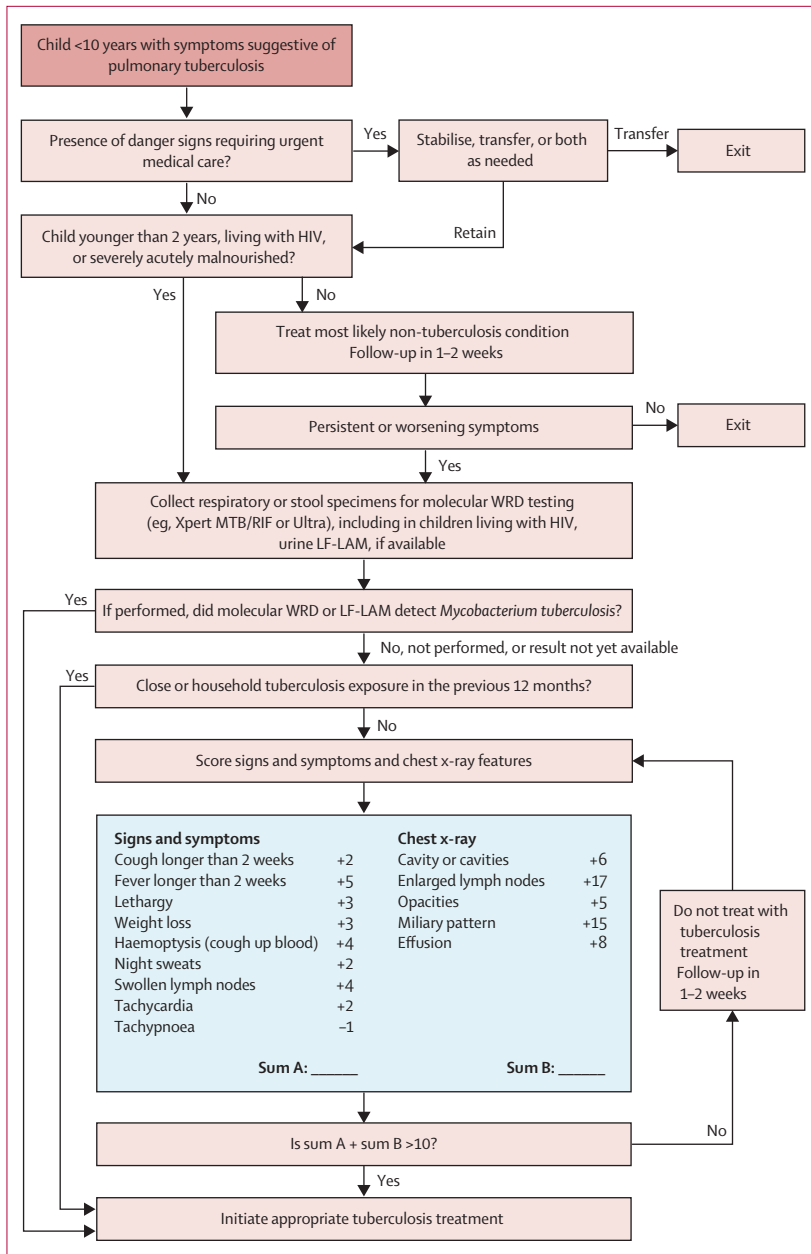 Child <10 years with symptoms suggestive of
pulmonary tuberculosis
Presence of danger signs requiring urgent
medical care?
Yes
Stabilise, transfer, or both
as needed
Transfer
Exit
No
Retain
Child younger than 2 years, living with HIV,
or severely acutely malnourished?
Yes
No
Treat most likely non-tuberculosis condition
Follow-up in 1–2 weeks
Persistent or worsening symptoms
No
Exit
Yes
Collect respiratory or stool specimens for molecular WRD testing
(eg, Xpert MTB/RIF or Ultra), including in children living with HIV,
urine LF-LAM, if available
Yes
If performed, did molecular WRD or LF-LAM detect Mycobacterium tuberculosis?
No, not performed, or result not yet available
Yes
Close or household tuberculosis exposure in the previous 12 months?
No
Score signs and symptoms and chest x-ray features
Signs and symptoms
Cough longer than 2 weeks +2
Fever longer than 2 weeks +5
Lethargy +3
Weight loss +3
Haemoptysis (cough up blood) +4
Night sweats +2
Swollen lymph nodes +4
Tachycardia +2
Tachypnoea –1
Sum A: ______
Chest x-ray
Cavity or cavities +6
Enlarged lymph nodes +17
Opacities +5
Miliary pattern +15
Effusion +8
Sum B: ______
Do not treat with
tuberculosis
treatment
Follow-up in
1–2 weeks
Is sum A + sum B >10?
No
Yes
Initiate appropriate tuberculosis treatment